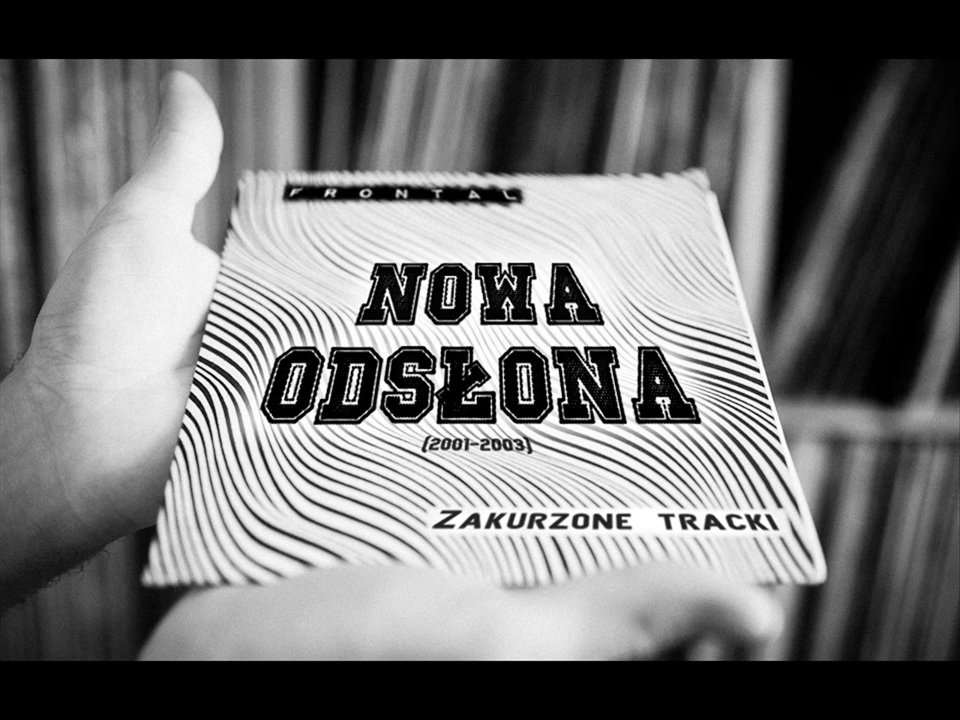 FRONTAL
NOWA
ODSŁONA
(2001-2003)
ZAKURZONE TRACKI